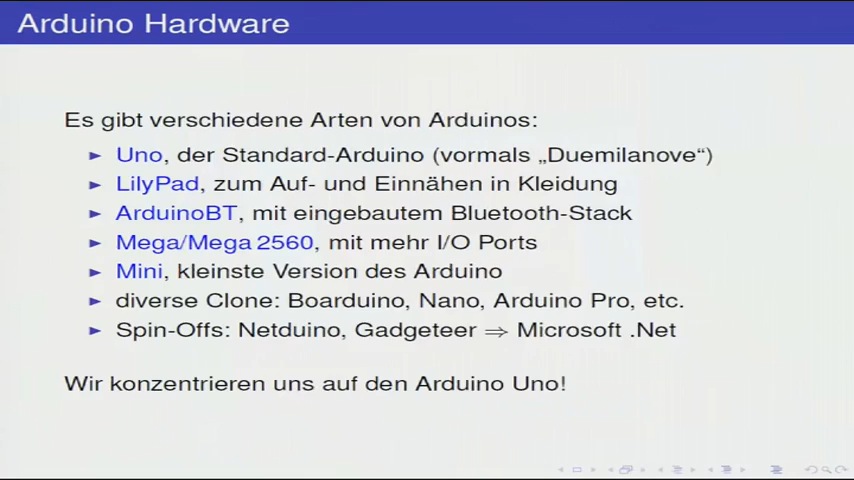 Arduino Hardware
Es gibt verschiedene Arten von Arduinos:
► Uno, der Standard-Arduino (vormals „Duemilanove“)
► LilyPad, zum Auf- und Einnähen in Kleidung
► ArduinoBT, mit eingebautem Bluetooth-Stack
► Mega/Mega 2560, mit mehr I/O Ports
► Mini, kleinste Version des Arduino
► diverse Clone: Boarduino, Nano, Arduino Pro, etc.
► Spin-Offs: Netduino, Gadgeteer ⇒ Microsoft .Net
Wir konzentrieren uns auf den Arduino Uno!